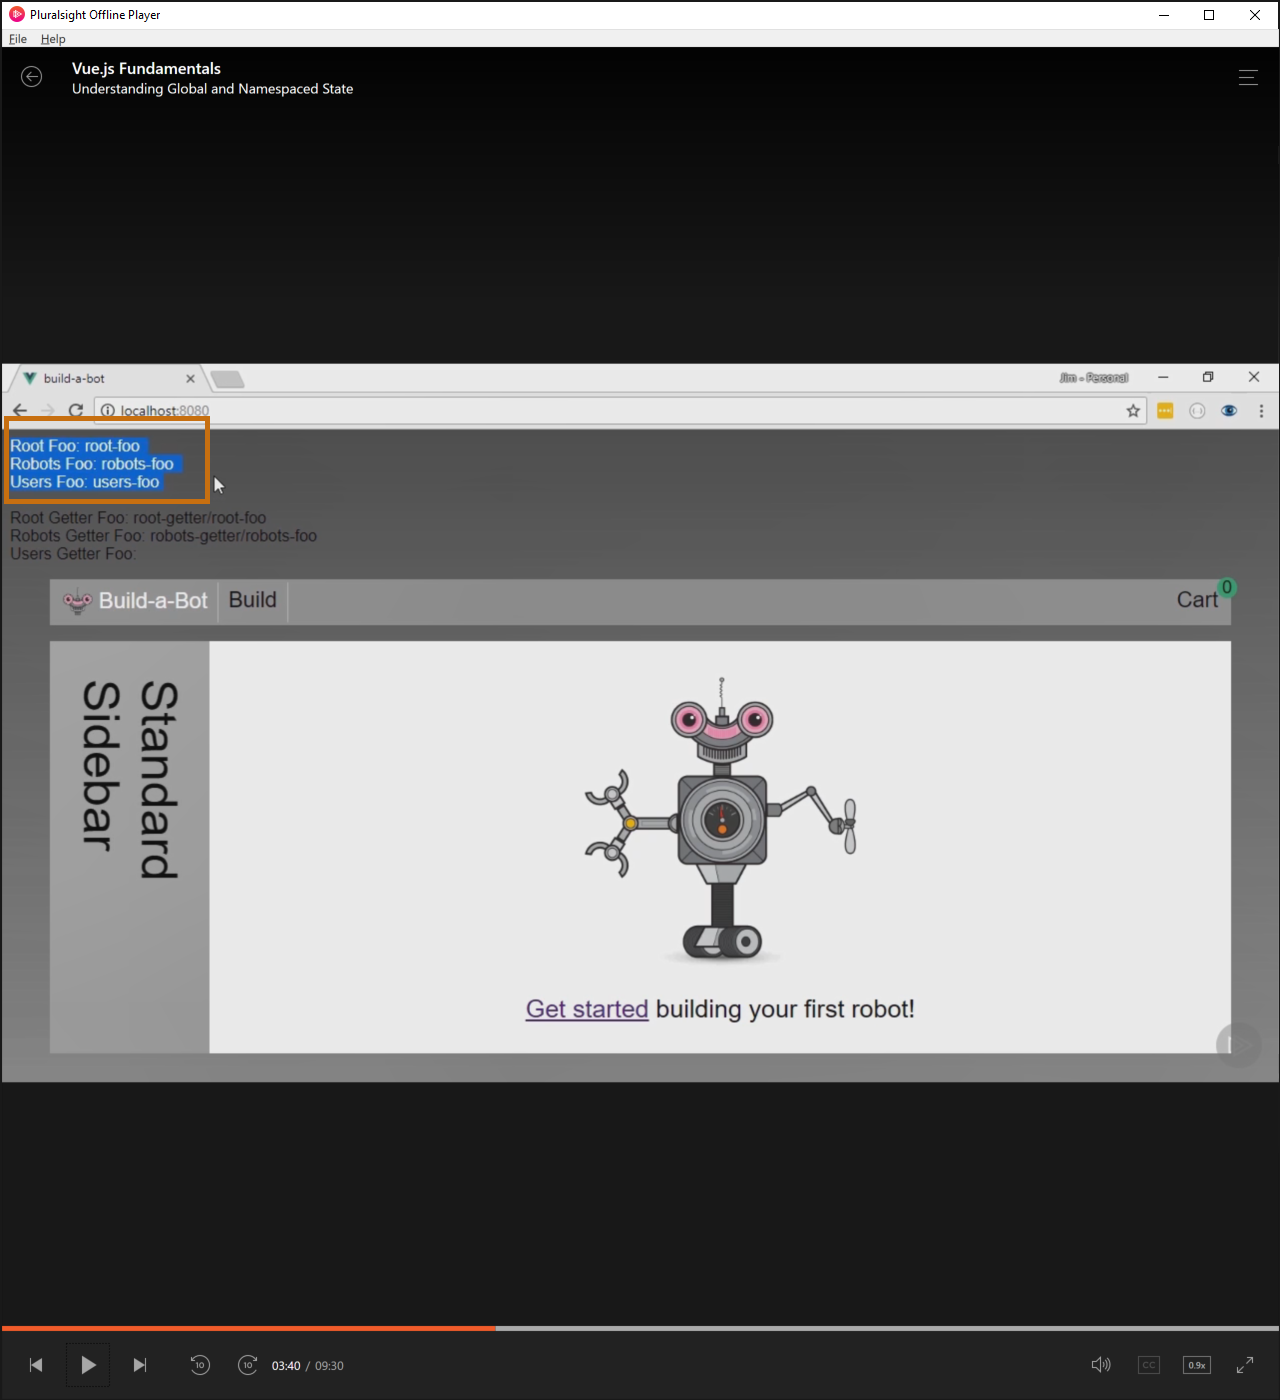 Pluralsight Offline Player
File Help
Vue.js Fundamentals
Understanding Global and Namespaced State
build-a-bot
Jim - Personal
localhost:8080
Root Foo: root-foo
Robots Foo: robots-foo
Users Foo: users-foo
Root Getter Foo: root-getter/root-foo
Robots Getter Foo: robots-getter/robots-foo
Users Getter Foo:
Build-a-Bot Build Cart 0
Standard
Sidebar
Get started building your first robot!
10 10 03:40 / 09:30 CC 0.9x